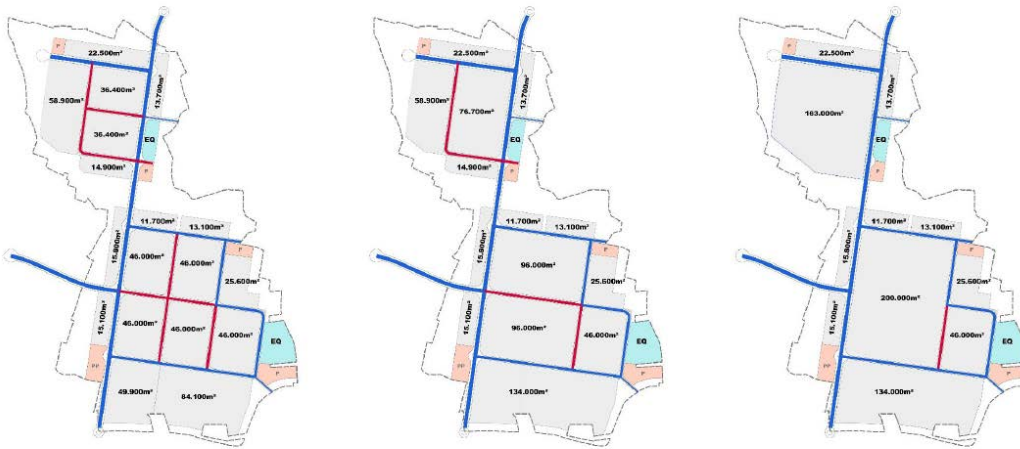 P
22.500m²
36.400m²
13.700m²
58.900m²
36.400m²
EQ
14.900m²
P
11.700m²
13.100m²
P
15.800m²
46.000m²
46.000m²
25.600m²
15.100m²
46.000m²
46.000m²
46.000m²
EQ
PP
P
49.900m²
84.100m²
P
22.500m²
13.700m²
58.900m²
76.700m²
EQ
14.900m²
P
11.700m²
13.100m²
P
15.800m²
96.000m²
25.600m²
15.100m²
96.000m²
46.000m²
EQ
PP
P
134.000m²
P
22.500m²
13.700m²
163.000m²
EQ
P
11.700m²
13.100m²
P
15.800m²
25.600m²
200.000m²
15.100m²
46.000m²
EQ
PP
P
134.000m²